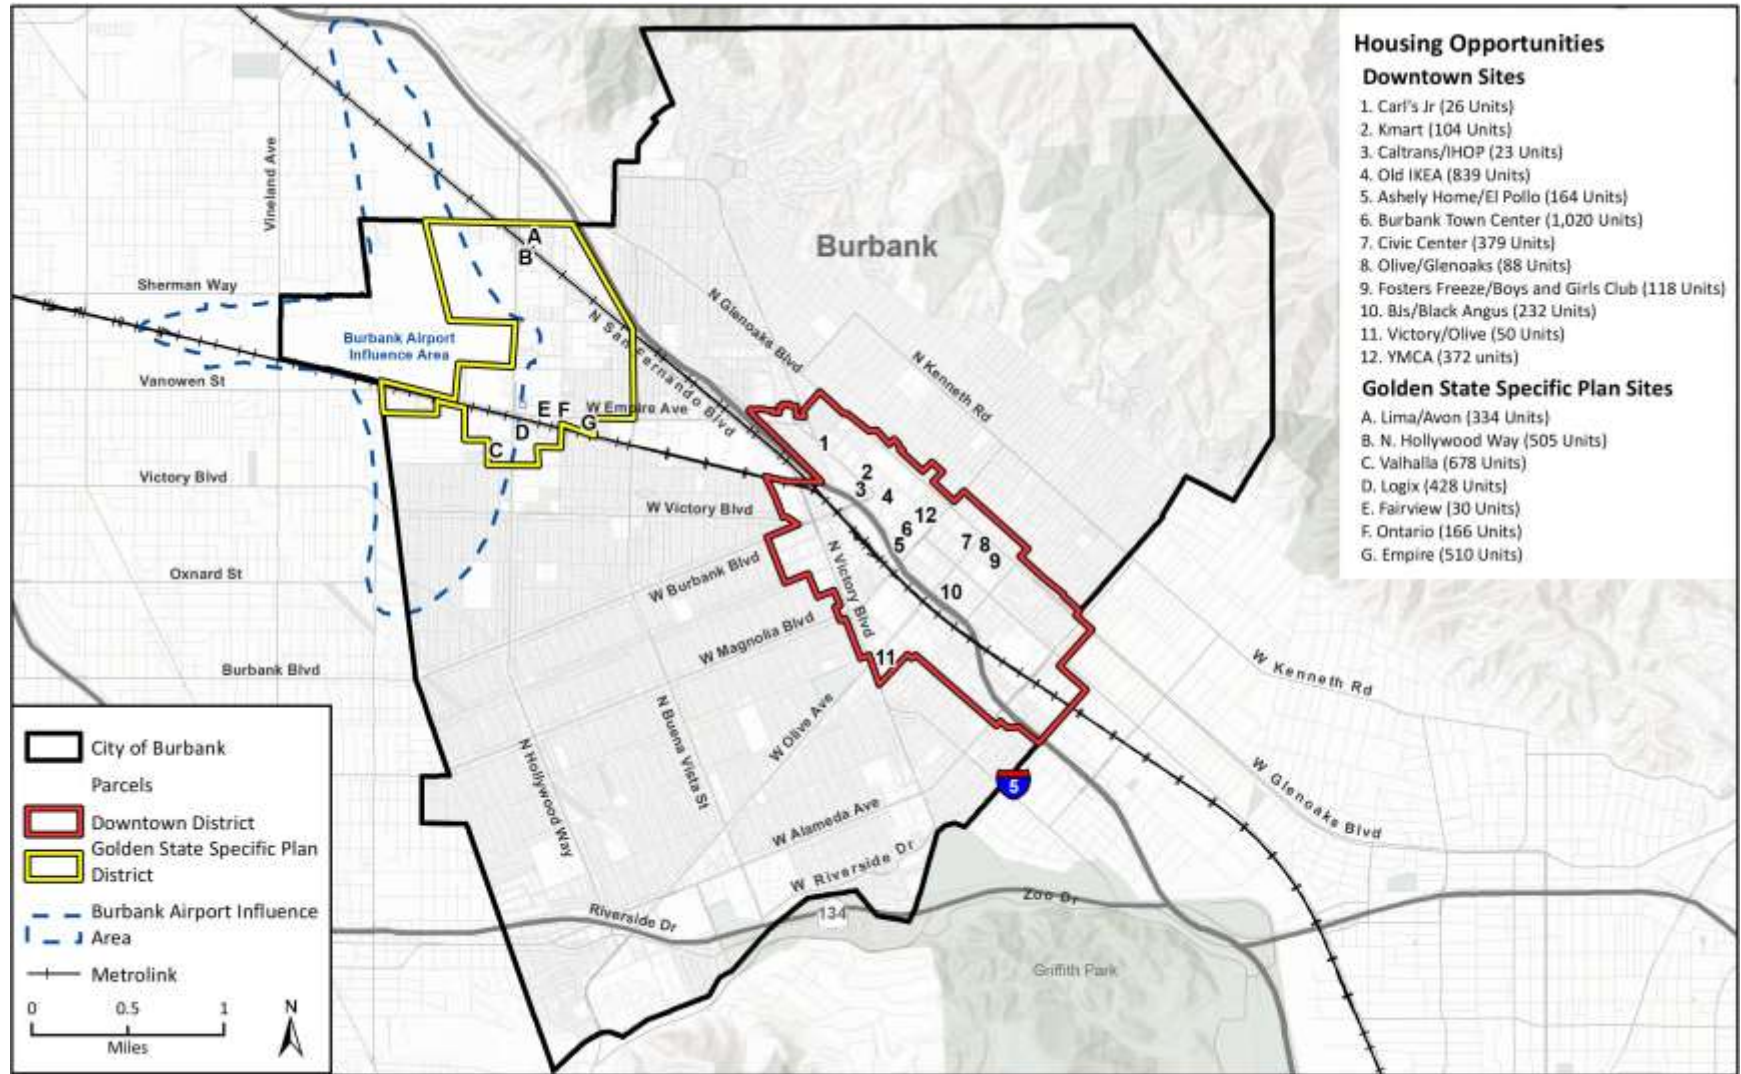 Housing Opportunities
Downtown Sites
1. Carl's Jr (26 Units)
2. Kmart (104 Units)
3. Caltrans/IHOP (23 Units)
4. Old IKEA (839 Units)
5. Ashely Home/El Pollo (164 Units)
6. Burbank Town Center (1,020 Units)
7. Civic Center (379 Units)
8. Olive/Glenoaks (88 Units)
9. Fosters Freeze/Boys and Girls Club (118 Units)
10. BJs/Black Angus (232 Units)
11. Victory/Olive (50 Units)
12. YMCA (372 units)
Golden State Specific Plan Sites
A. Lima/Avon (334 Units)
B. N. Hollywood Way (505 Units)
C. Valhalla (678 Units)
D. Logix (428 Units)
E. Fairview (30 Units)
F. Ontario (166 Units)
G. Empire (510 Units)
Vineland Ave
A
B
Burbank
Sherman Way
Burbank Airport
Influence Area
N San Fernando Blvd
N Glenoaks Blvd
N Kenneth Rd
Vanowen St
E
F
W Empire Ave
G
D
C
1
2
3
4
12
6
5
7
8
9
10
11
Victory Blvd
W Victory Blvd
Oxnard St
W Burbank Blvd
N Victory Blvd
W Magnolia Blvd
Burbank Blvd
W Olive Ave
N Buena Vista St
N Hollywood Way
W Kenneth Rd
W Glenoaks Blvd
5
W Alameda Ave
W Riverside Dr
Riverside Dr
134
Zoo Dr
Griffith Park
City of Burbank
Parcels
Downtown District
Golden State Specific Plan
District
Burbank Airport Influence
Area
Metrolink
0 0.5 1
Miles
N